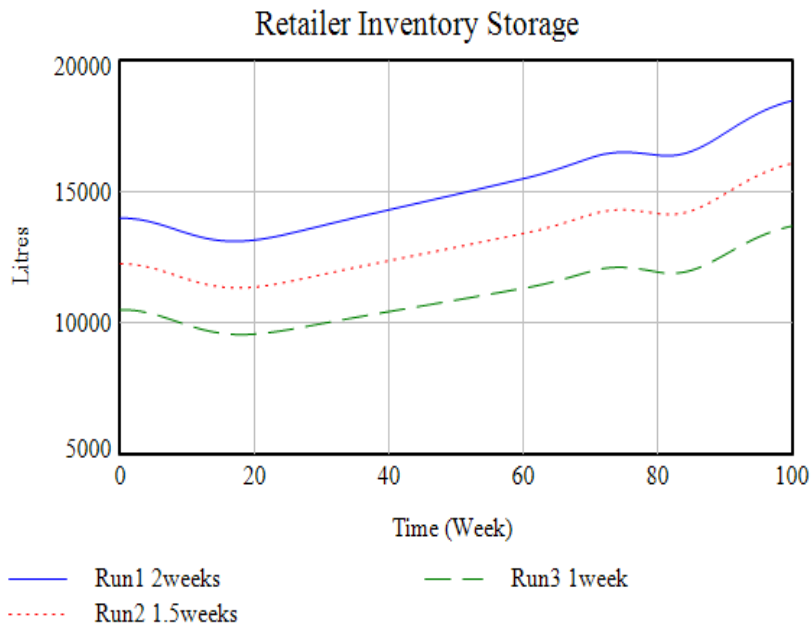 Retailer Inventory Storage
20000
15000
10000
5000
Litres
0 20 40 60 80 100
Time (Week)
Run1 2weeks
Run2 1.5weeks
Run3 1week